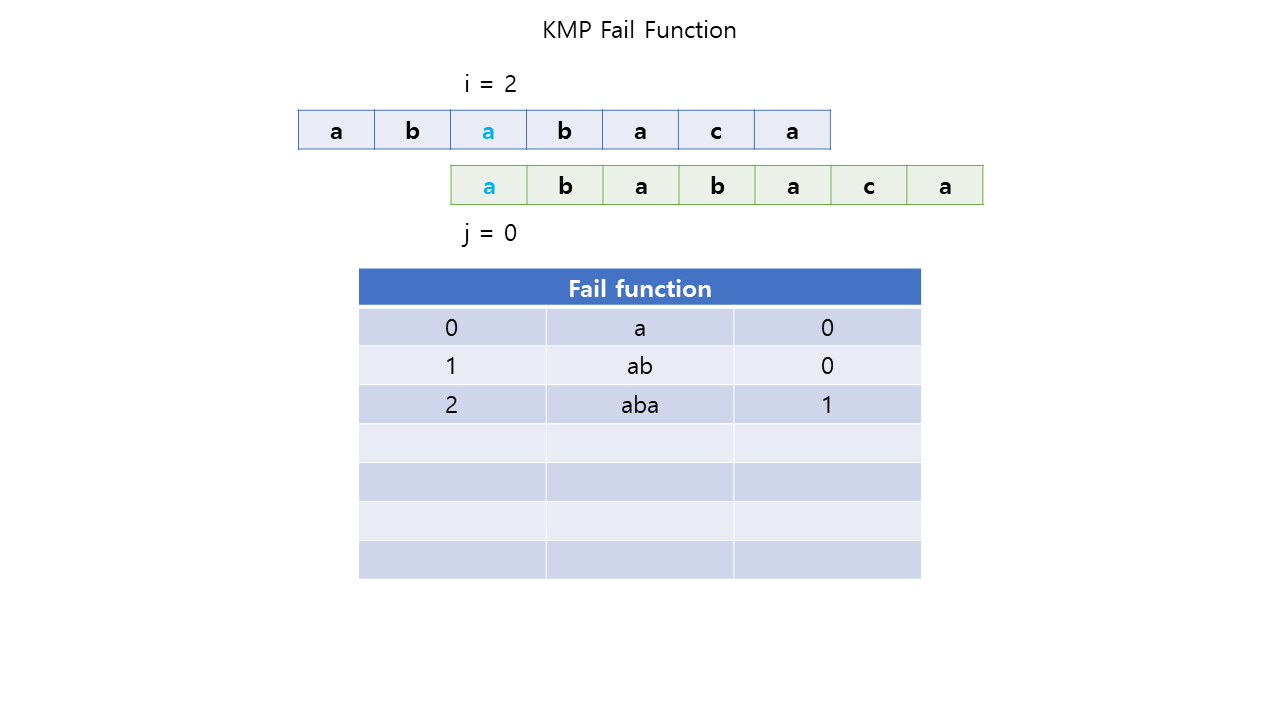 KMP Fail Function
i = 2
a b a b a c a
a b a b a c a
j = 0
Fail function
0 a 0
1 ab 0
2 aba 1